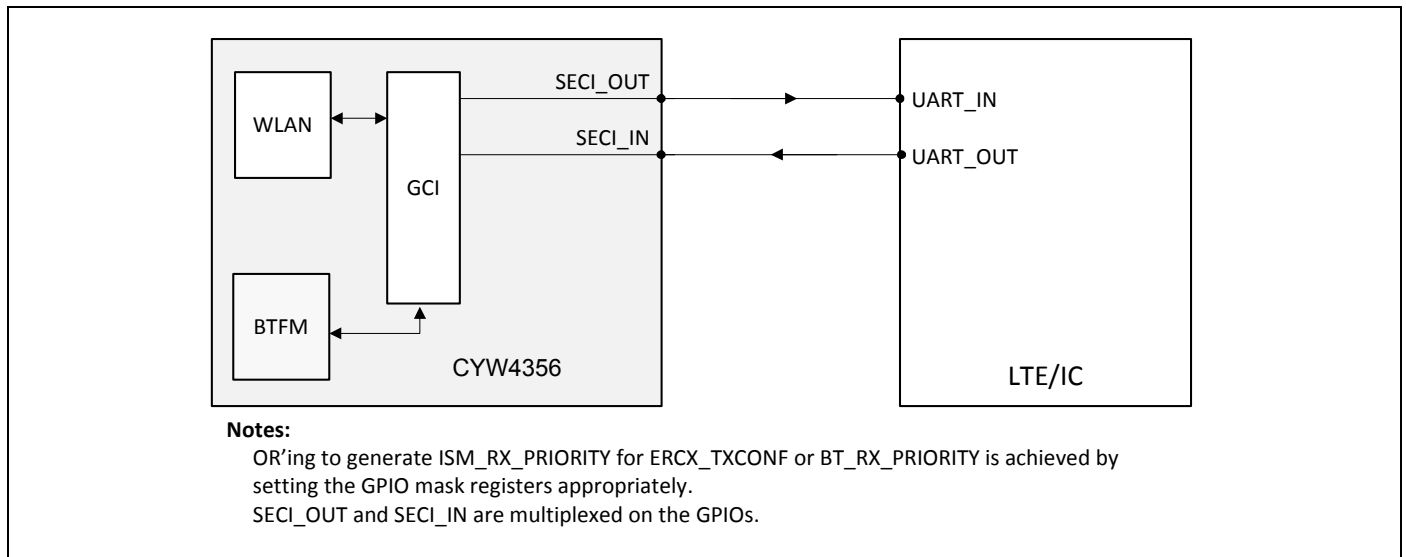 SECI_OUT
UART_IN
WLAN
SECI_IN
UART_OUT
GCI
BTFM
CYW4356
LTE/IC
Notes:
OR’ing to generate ISM_RX_PRIORITY for ERCX_TXCONF or BT_RX_PRIORITY is achieved by
setting the GPIO mask registers appropriately.
SECI_OUT and SECI_IN are multiplexed on the GPIOs.